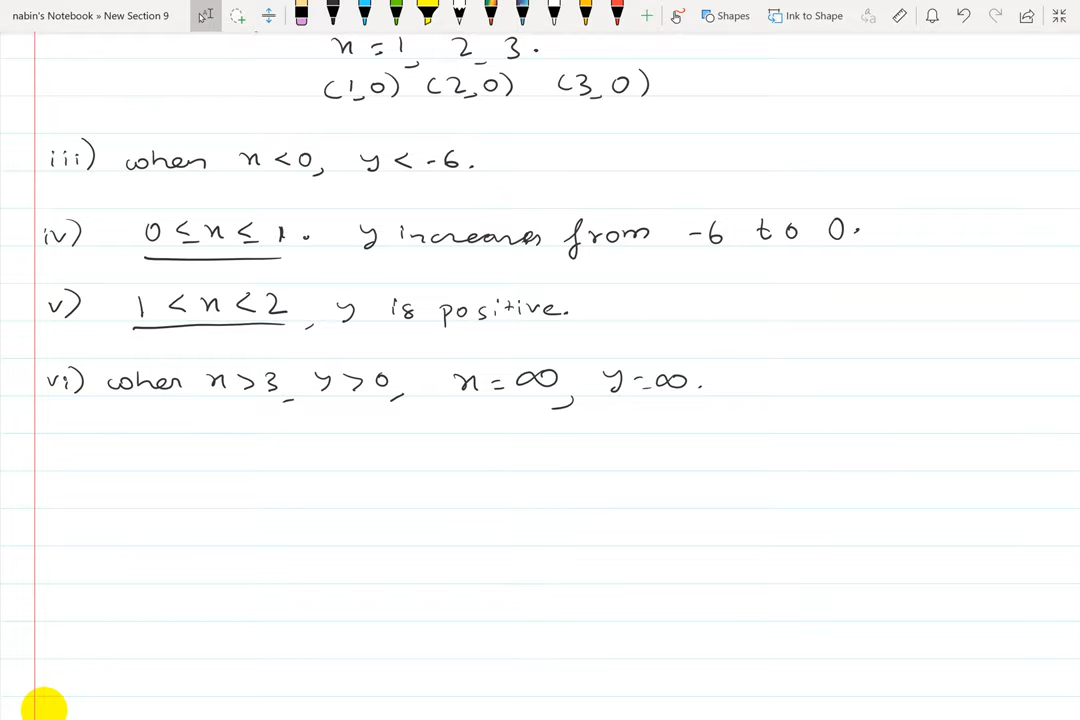 nabin's Notebook » New Section 9
Shapes
Ink to Shape
x = 1, 2, 3.
(1,0) (2,0) (3,0)
iii) when x < 0, y < -6.
iv) 0 ≤ x ≤ 1. y increases from -6 to 0.
v) 1 < x < 2, y is positive.
vi) when x > 3, y > 0, x = ∞, y = ∞.